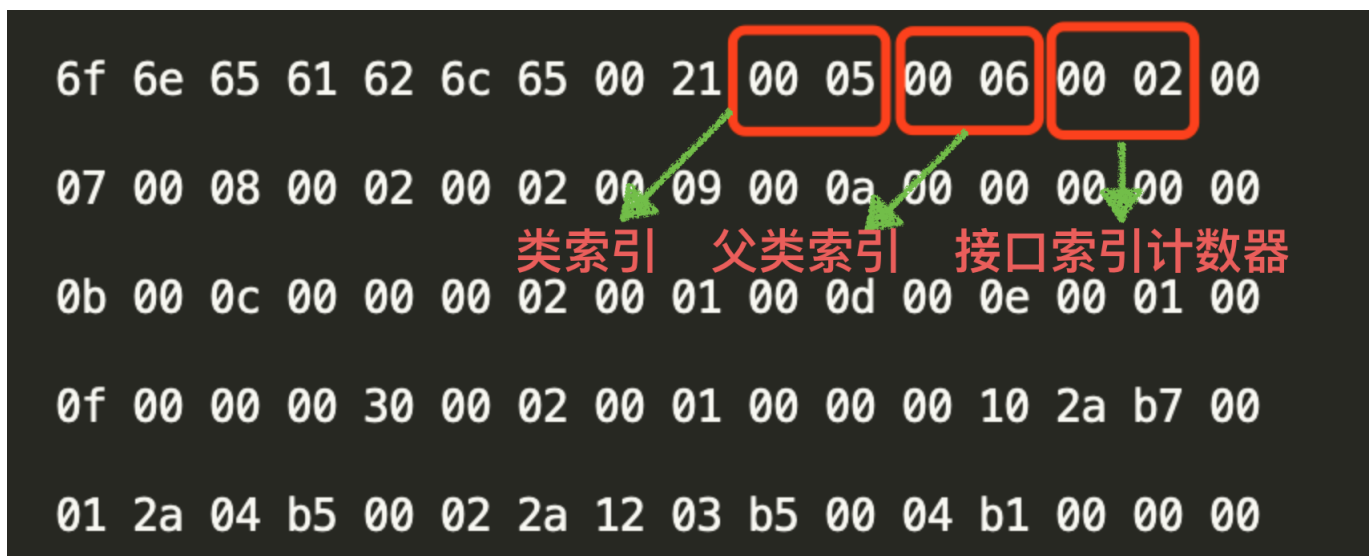 6f 6e 65 61 62 6c 65 00 21 00 05 00 06 00 02 00
07 00 08 00 02 00 02 00 09 00 0a 00 00 00 00 00
类索引 父类索引 接口索引计数器
0b 00 0c 00 00 00 02 00 01 00 0d 00 0e 00 01 00
0f 00 00 00 30 00 02 00 01 00 00 00 10 2a b7 00
01 2a 04 b5 00 02 2a 12 03 b5 00 04 b1 00 00 00